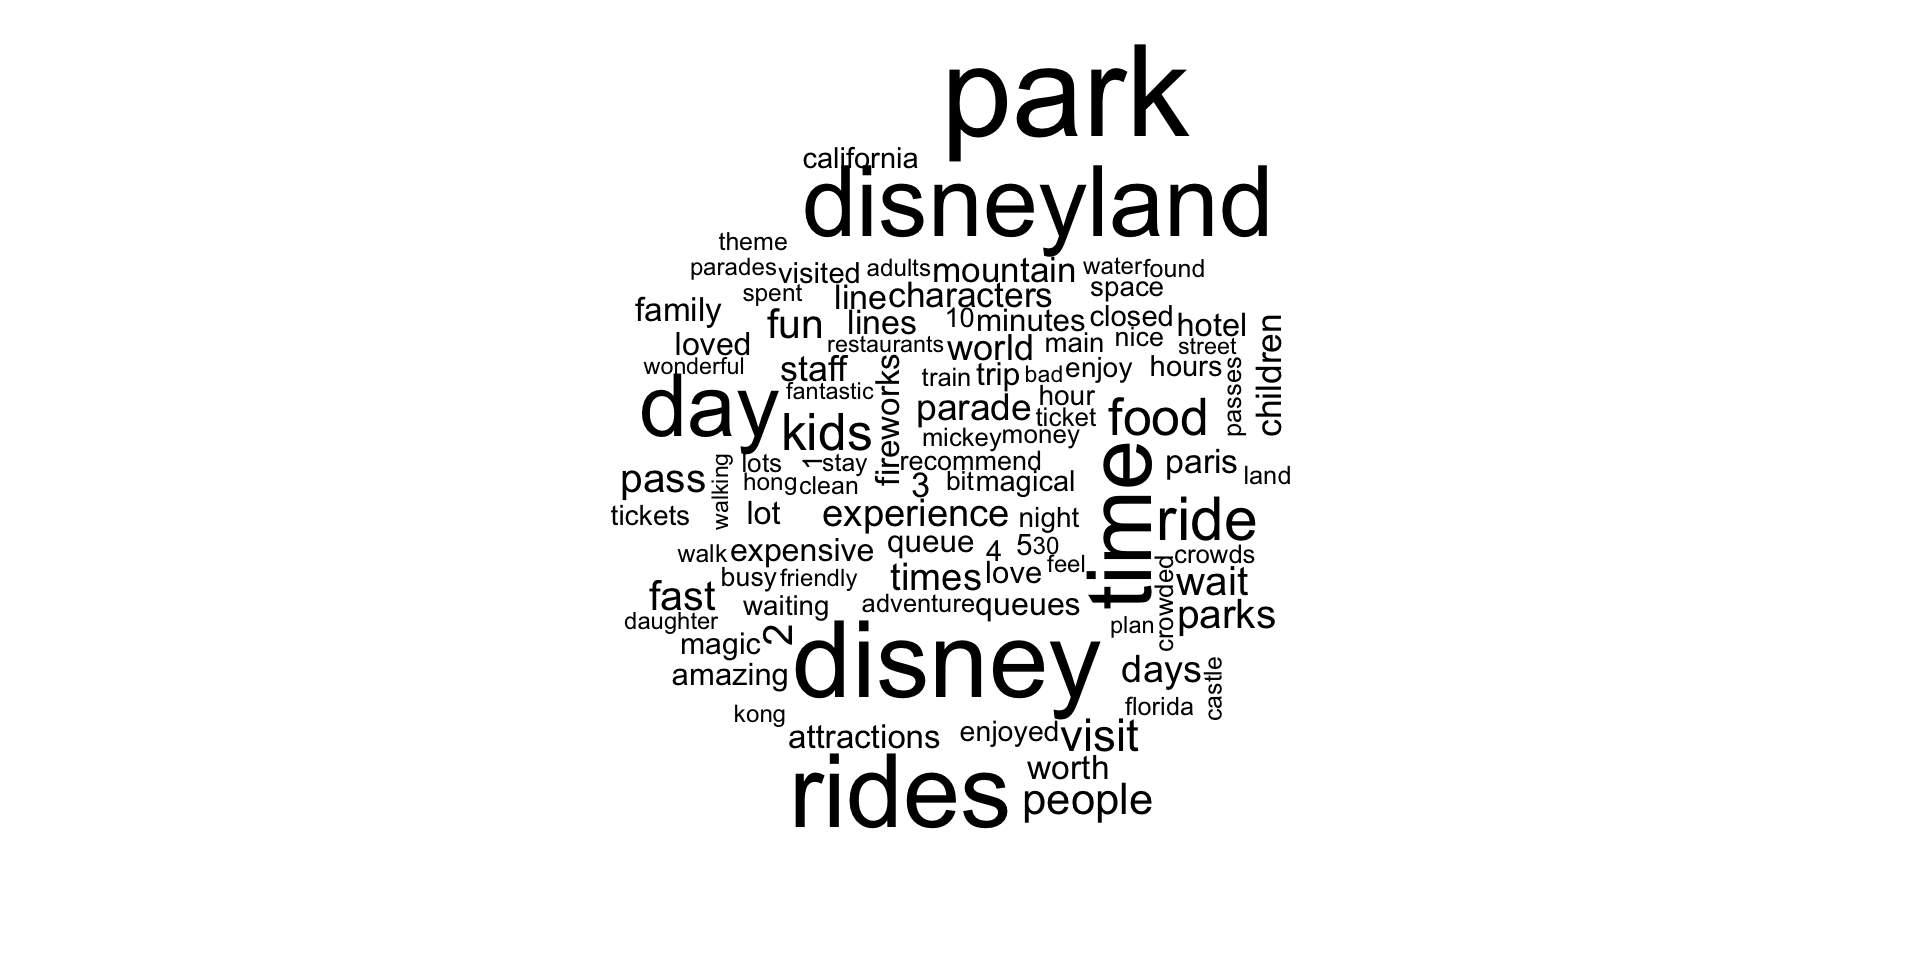 park
california
disneyland
theme
parades visited adults mountain water found
spent line characters space
family fun lines 10 minutes closed hotel
loved restaurants world main nice street children
wonderful staff train trip bad enjoy hours
day fantastic fireworks parade hour passes
kids ticket food
mickey money
lots 1 stay recommend time paris
pass walking hong clean 3 bit magical land
tickets lot experience night ride
walk expensive queue 4 5 30 crowds
busy friendly times love feel crowded wait
fast waiting adventure queues parks
daughter plan
magic 2 disney
amazing days castle
kong florida
attractions enjoyed visit
rides worth
people